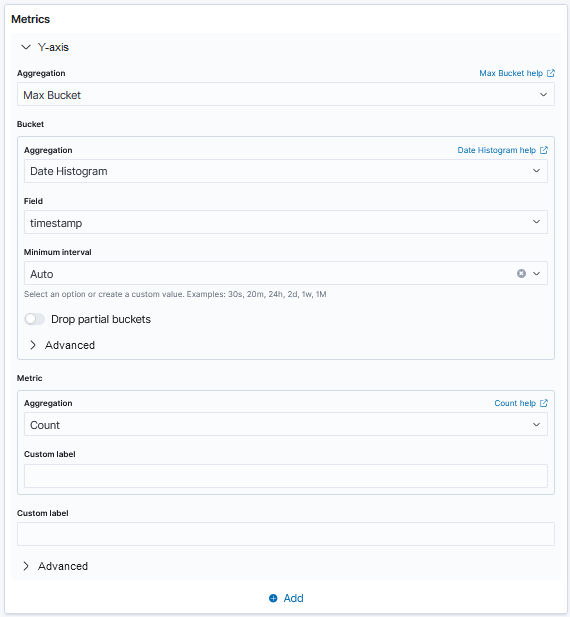 Metrics
Y-axis
Aggregation Max Bucket help
Max Bucket
Bucket
Aggregation Date Histogram help
Date Histogram
Field
timestamp
Minimum interval
Auto
Select an option or create a custom value. Examples: 30s, 20m, 24h, 2d, 1w, 1M
Drop partial buckets
Advanced
Metric
Aggregation Count help
Count
Custom label
Custom label
Advanced
Add